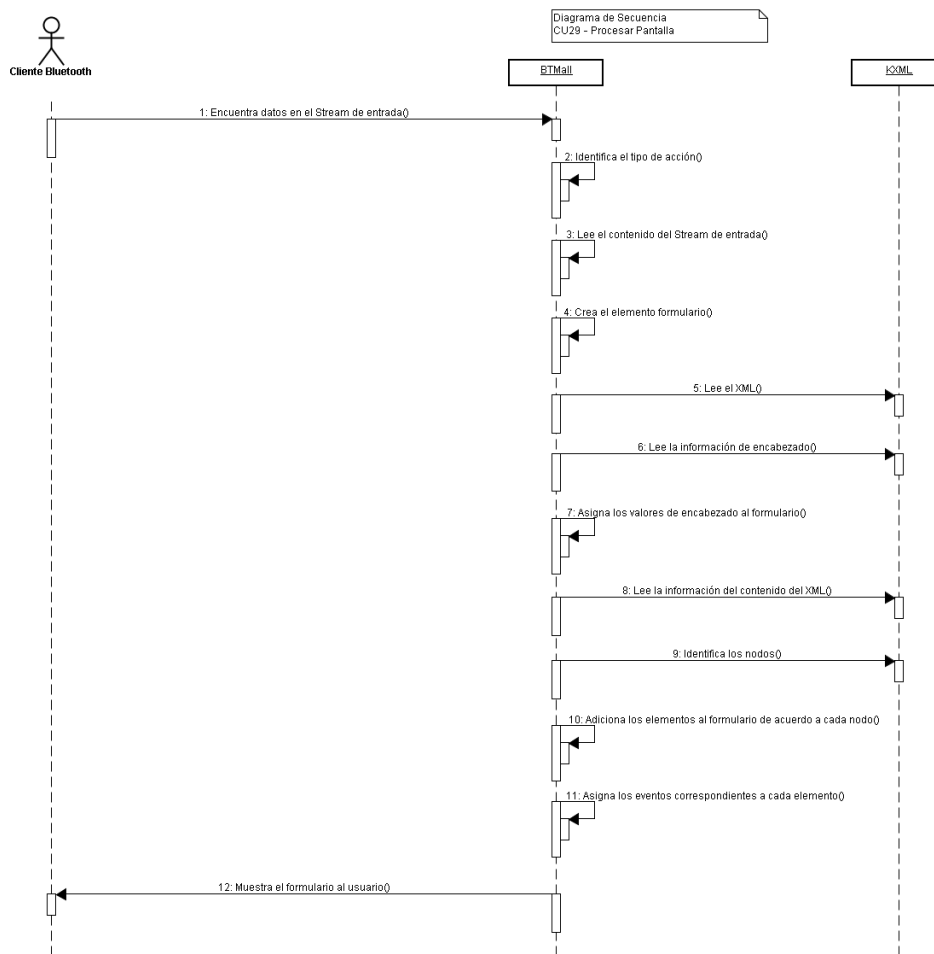 Diagrama de Secuencia
CU29 - Procesar Pantalla
Cliente Bluetooth
BTMall
KXML
1: Encuentra datos en el Stream de entrada()
2: Identifica el tipo de acción()
3: Lee el contenido del Stream de entrada()
4: Crea el elemento formulario()
5: Lee el XML()
6: Lee la información de encabezado()
7: Asigna los valores de encabezado al formulario()
8: Lee la información del contenido del XML()
9: Identifica los nodos()
10: Adiciona los elementos al formulario de acuerdo a cada nodo()
11: Asigna los eventos correspondientes a cada elemento()
12: Muestra el formulario al usuario()